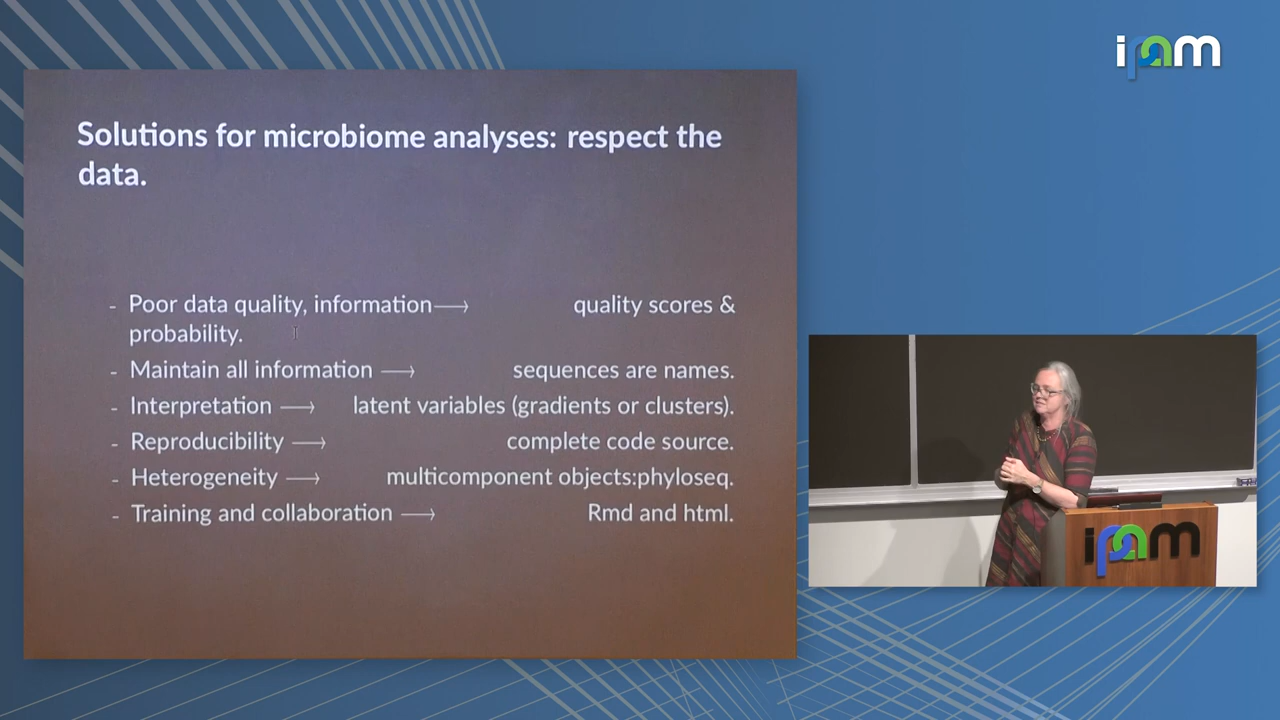 ipam
Solutions for microbiome analyses: respect the
data.
- Poor data quality, information⟶ quality scores &
probability.
- Maintain all information ⟶ sequences are names.
- Interpretation ⟶ latent variables (gradients or clusters).
- Reproducibility ⟶ complete code source.
- Heterogeneity ⟶ multicomponent objects:phyloseq.
- Training and collaboration ⟶ Rmd and html.
ipam